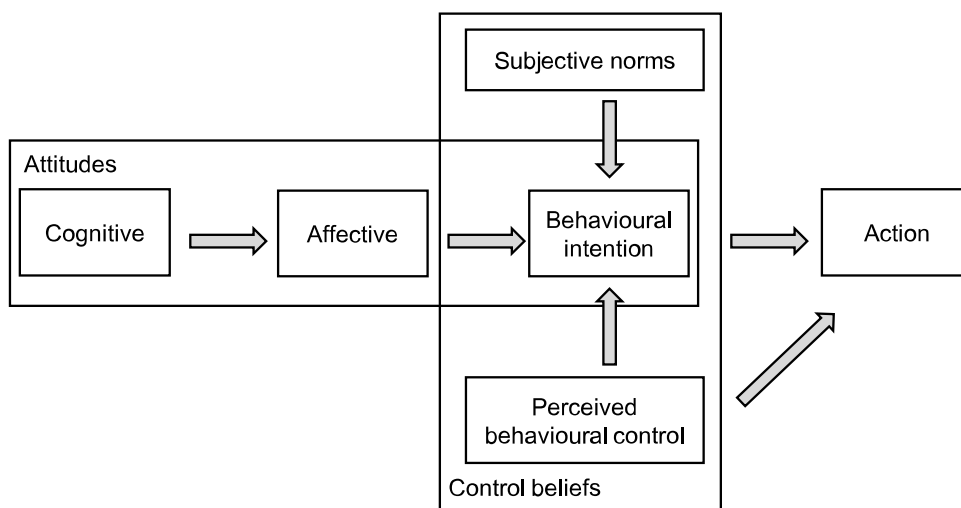 Subjective norms
Attitudes
Cognitive
Affective
Behavioural
intention
Action
Perceived
behavioural control
Control beliefs